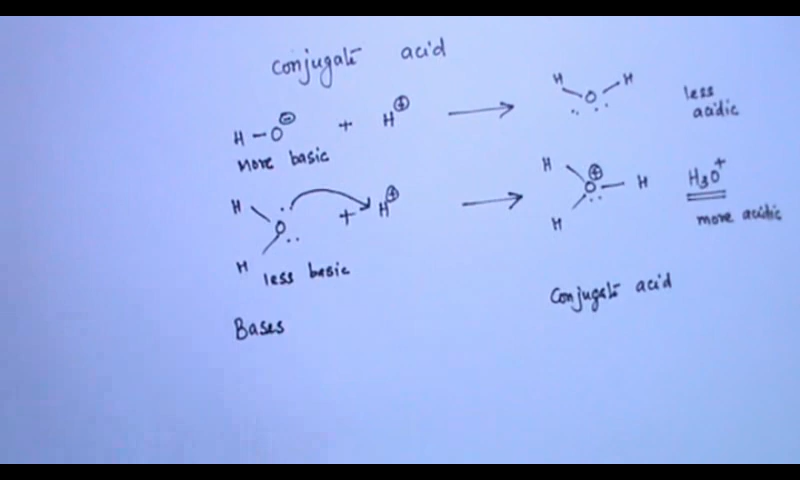 Conjugate acid
H–O⊖ + H⊕ → H O H less
acidic
More basic
H O H + H⊕ → H O⊕ H H H3O+
more acidic
less basic
Conjugate acid
Bases